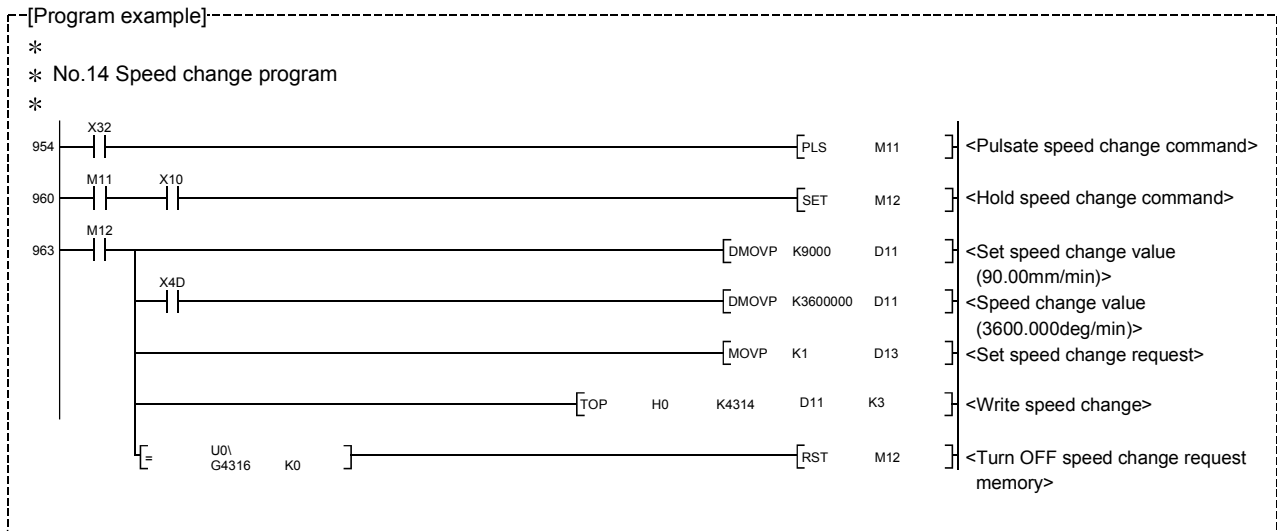 [Program example]
*
* No.14 Speed change program
*
X32
954 [PLS M11 ] <Pulsate speed change command>
M11 X10
960 [SET M12 ] <Hold speed change command>
M12
963 [DMOVP K9000 D11 ] <Set speed change value
(90.00mm/min)>
X4D
[DMOVP K3600000 D11 ] <Speed change value
(3600.000deg/min)>
[MOVP K1 D13 ] <Set speed change request>
[TOP H0 K4314 D11 K3 ] <Write speed change>
[= U0\
G4316 K0 ] [RST M12 ] <Turn OFF speed change request
memory>